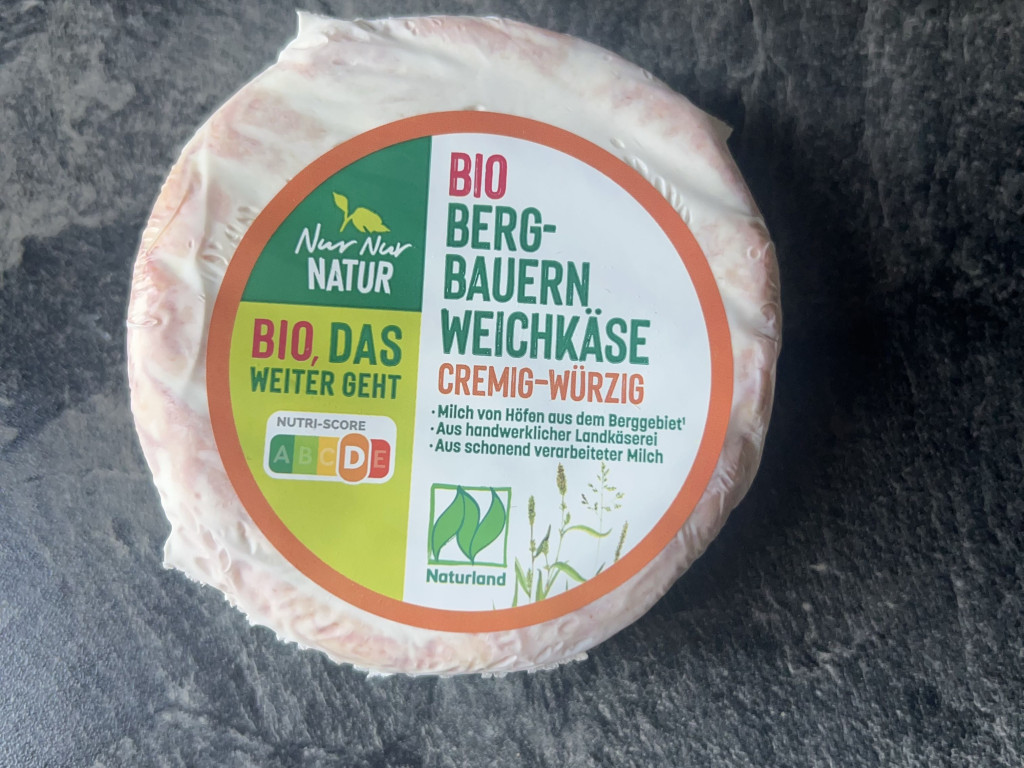 Nur Nur
NATUR
BIO, DAS
WEITER GEHT
NUTRI-SCORE
A B C D E
BIO
BERG-
BAUERN
WEICHKÄSE
CREMIG-WÜRZIG
· Milch von Höfen aus dem Berggebiet¹
· Aus handwerklicher Landkäserei
· Aus schonend verarbeiteter Milch
Naturland